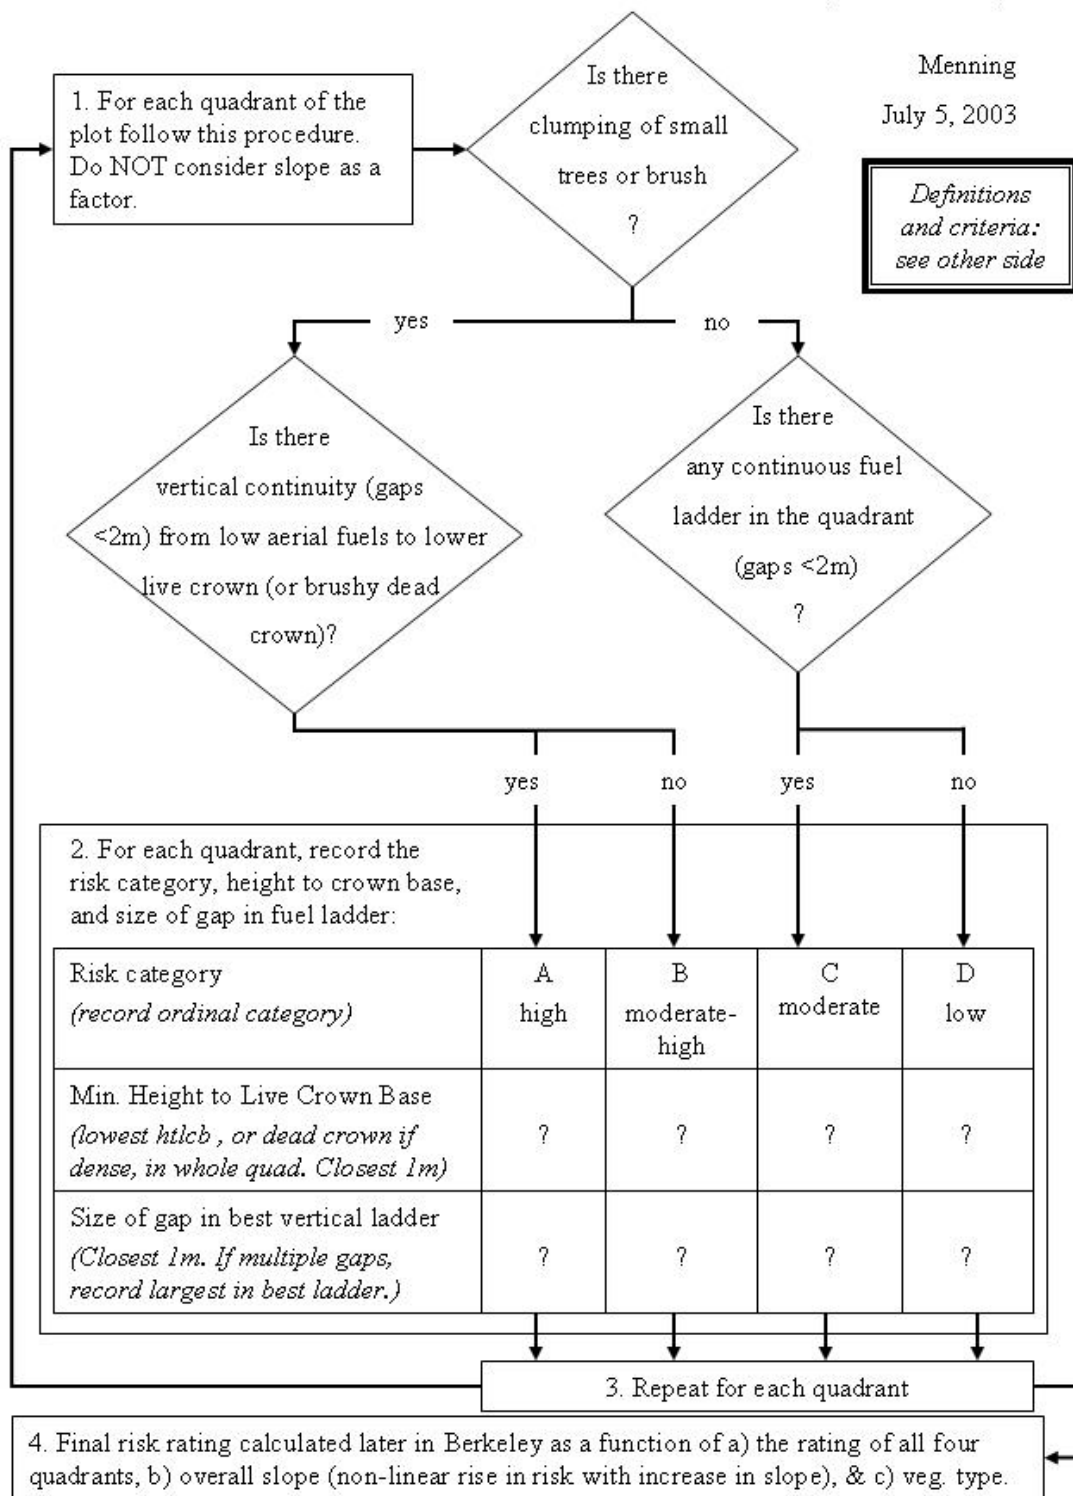 Menning
July 5, 2003
Definitions
and criteria:
see other side
1. For each quadrant of the
plot follow this procedure.
Do NOT consider slope as a
factor.
Is there
clumping of small
trees or brush
?
yes
no
Is there
vertical continuity (gaps
<2m) from low aerial fuels to lower
live crown (or brushy dead
crown)?
Is there
any continuous fuel
ladder in the quadrant
(gaps <2m)
?
yes
no
yes
no
2. For each quadrant, record the
risk category, height to crown base,
and size of gap in fuel ladder:
Risk category
(record ordinal category)
A
high
B
moderate-
high
C
moderate
D
low
Min. Height to Live Crown Base
(lowest htlcb , or dead crown if
dense, in whole quad. Closest 1m)
?
?
?
?
Size of gap in best vertical ladder
(Closest 1m. If multiple gaps,
record largest in best ladder.)
?
?
?
?
3. Repeat for each quadrant
4. Final risk rating calculated later in Berkeley as a function of a) the rating of all four
quadrants, b) overall slope (non-linear rise in risk with increase in slope), & c) veg. type.